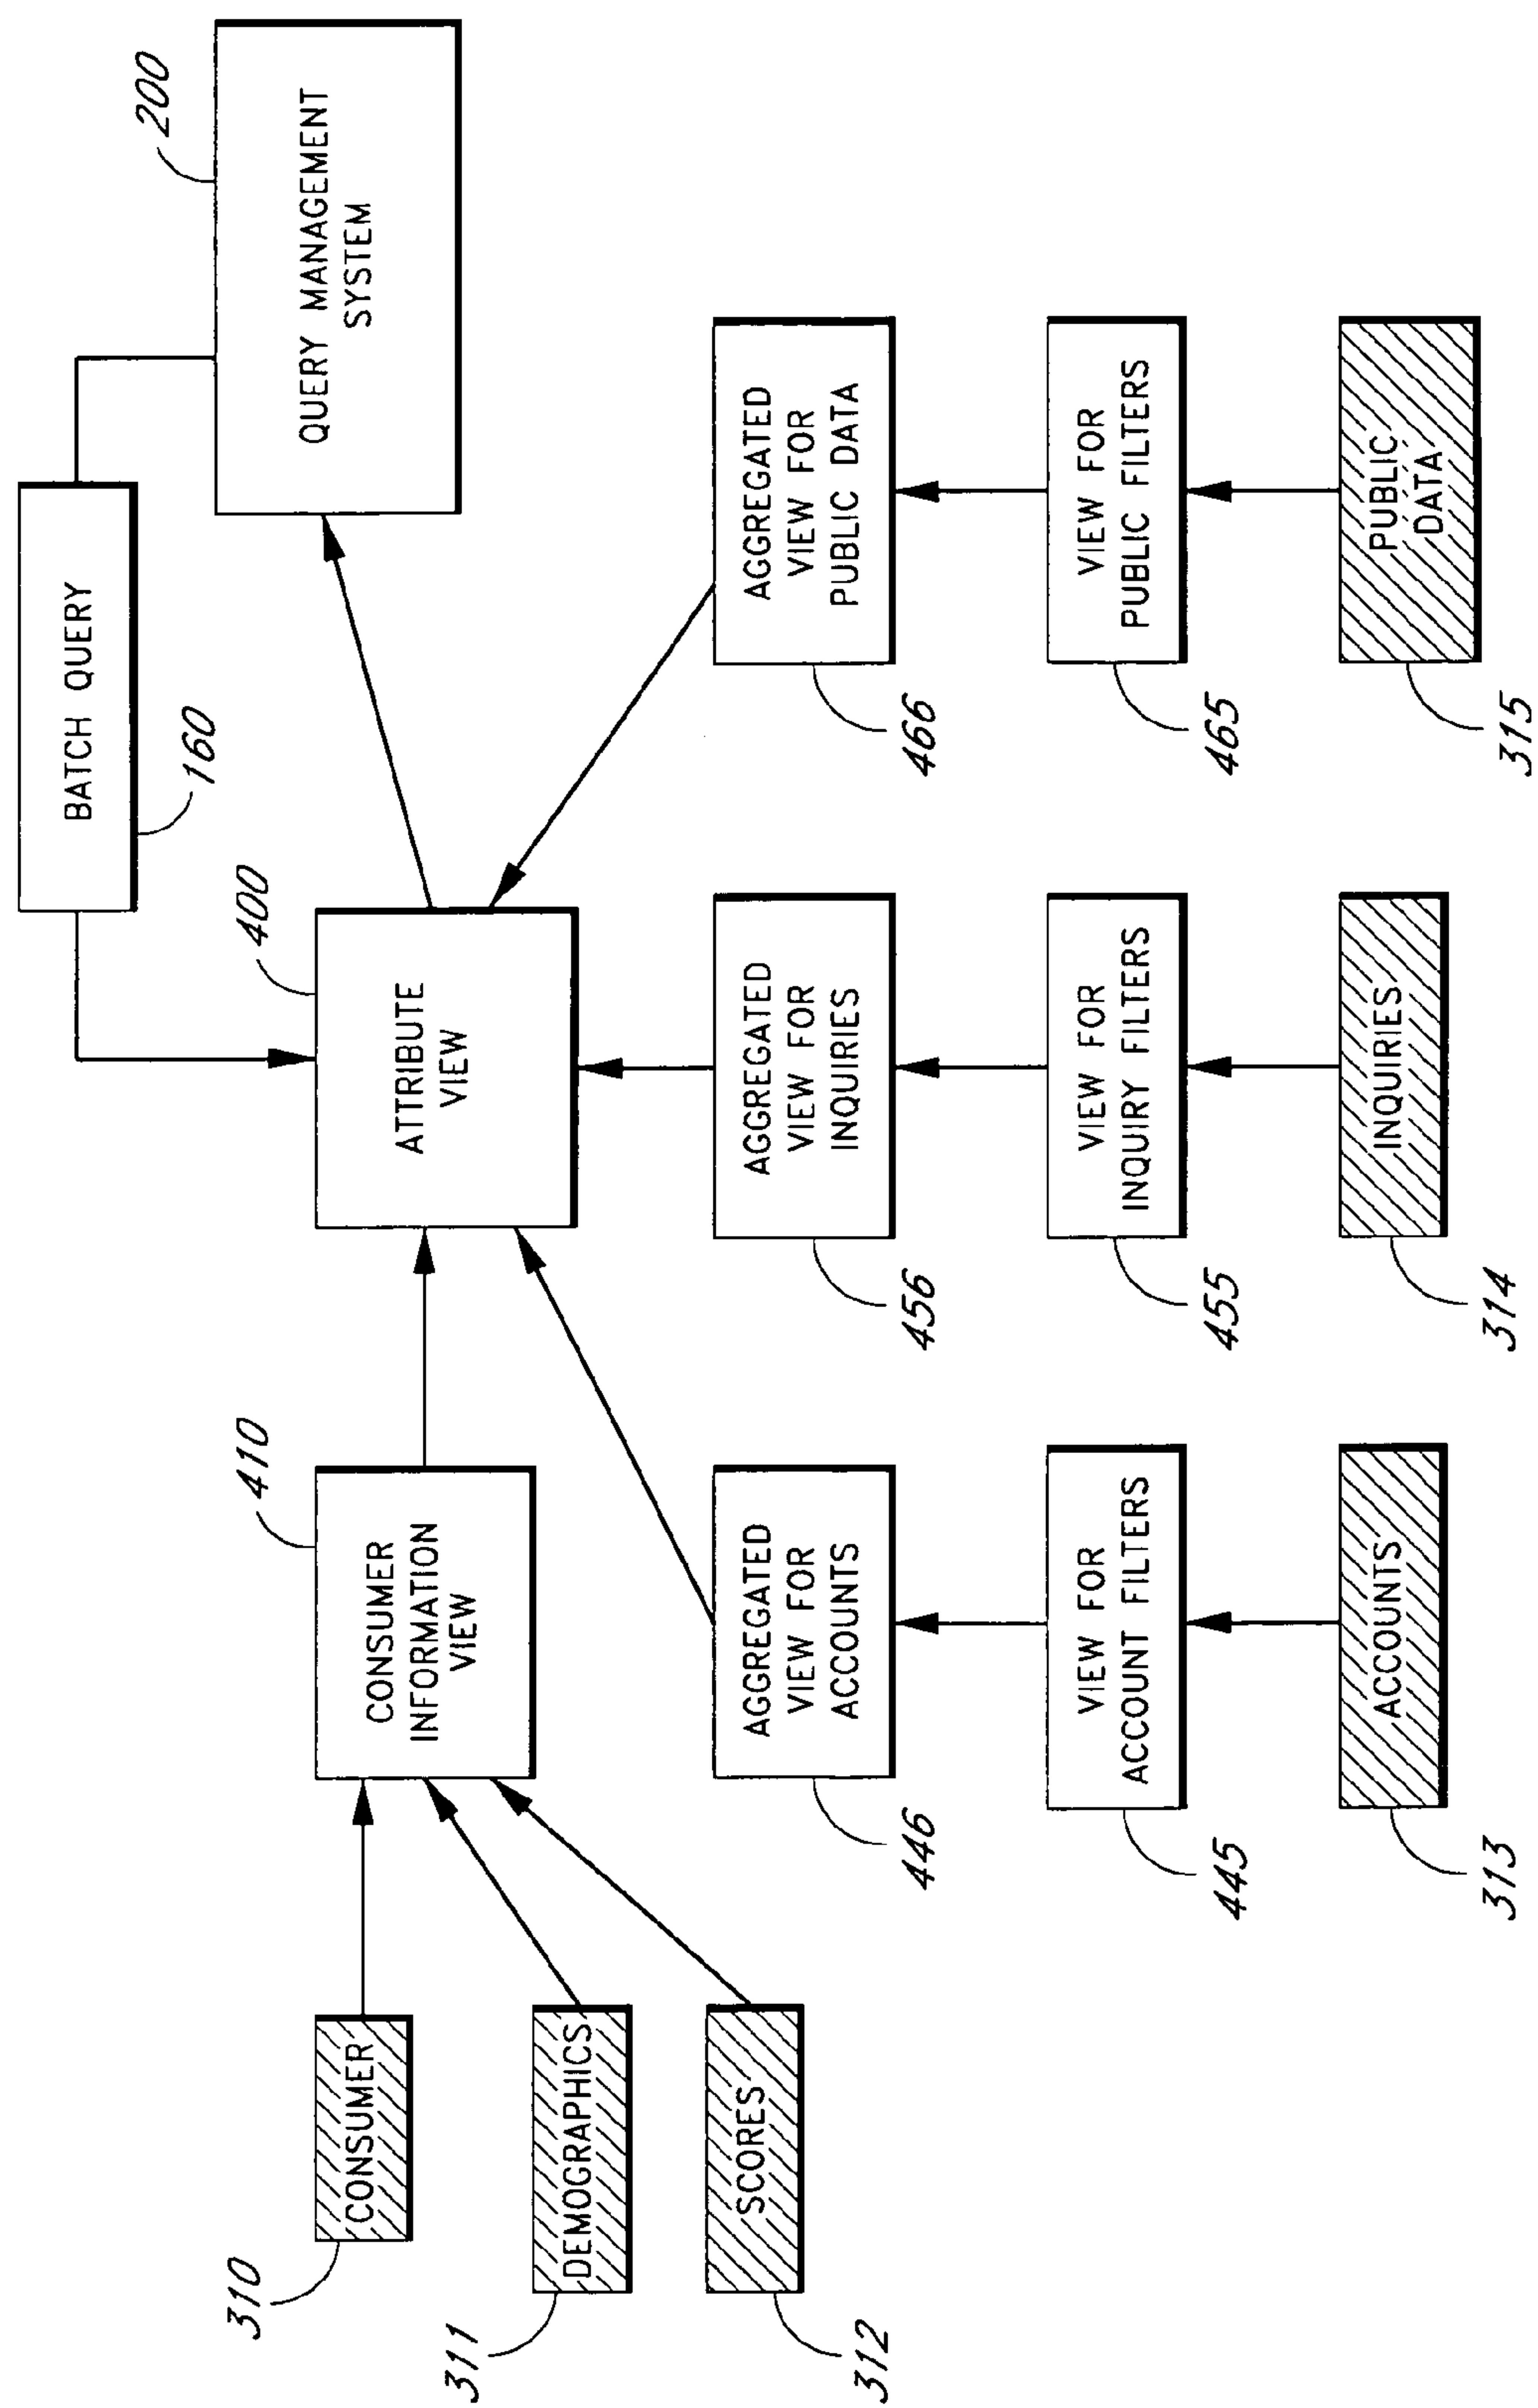 BATCH QUERY
160
200
QUERY MANAGEMENT
SYSTEM
410
CONSUMER
INFORMATION
VIEW
400
ATTRIBUTE
VIEW
310
CONSUMER
311
DEMOGRAPHICS
312
SCORES
AGGREGATED
VIEW FOR
ACCOUNTS
446
AGGREGATED
VIEW FOR
INQUIRIES
456
AGGREGATED
VIEW FOR
PUBLIC DATA
466
VIEW FOR
ACCOUNT FILTERS
445
VIEW FOR
INQUIRY FILTERS
455
VIEW FOR
PUBLIC FILTERS
465
ACCOUNTS
313
INQUIRIES
314
PUBLIC
DATA
315